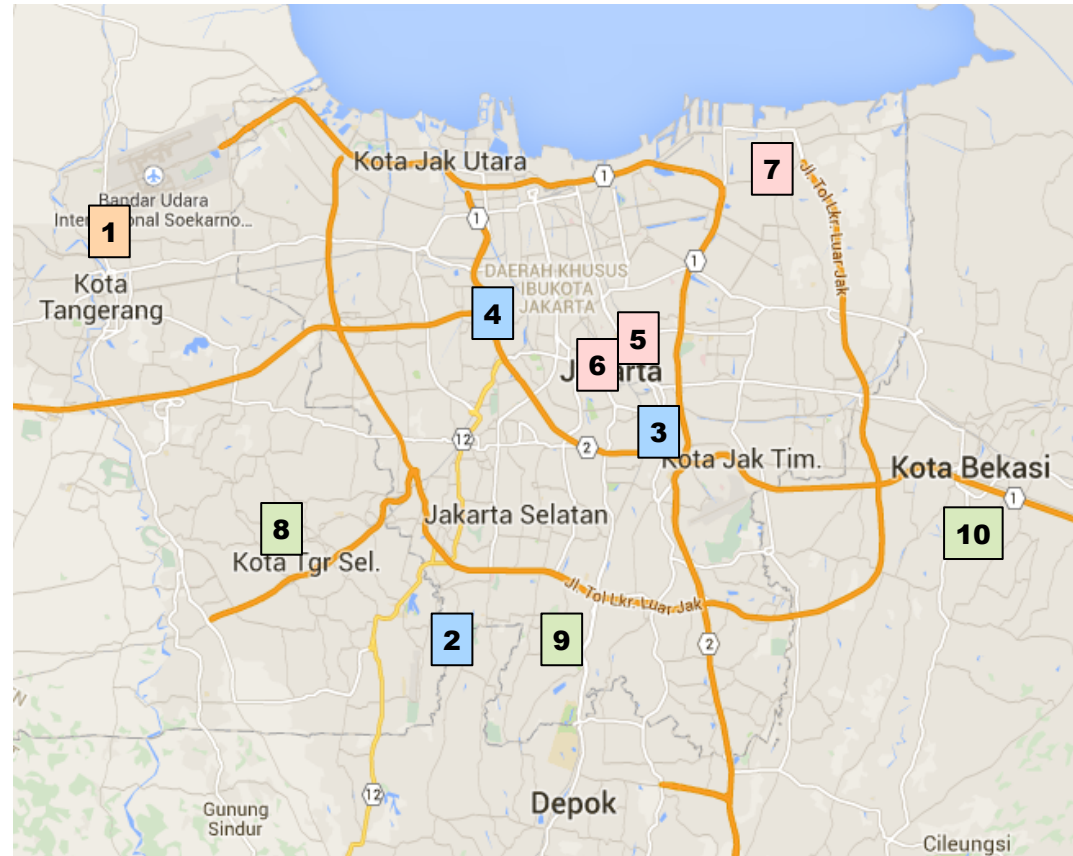 Kota Jak Utara
7
1
Jl. Tol Lkr. Luar Jak
Bandar Udara
Internasional Soekarno...
1
1
1
DAERAH KHUSUS
IBUKOTA
JAKARTA
Kota
Tangerang
4
5
6
Jakarta
3
12
2
Kota Jak Tim.
Kota Bekasi
1
8
Jakarta Selatan
10
Kota Tgr Sel.
Jl. Tol Lkr. Luar Jak
2
9
2
12
Depok
Gunung
Sindur
Cileungsi